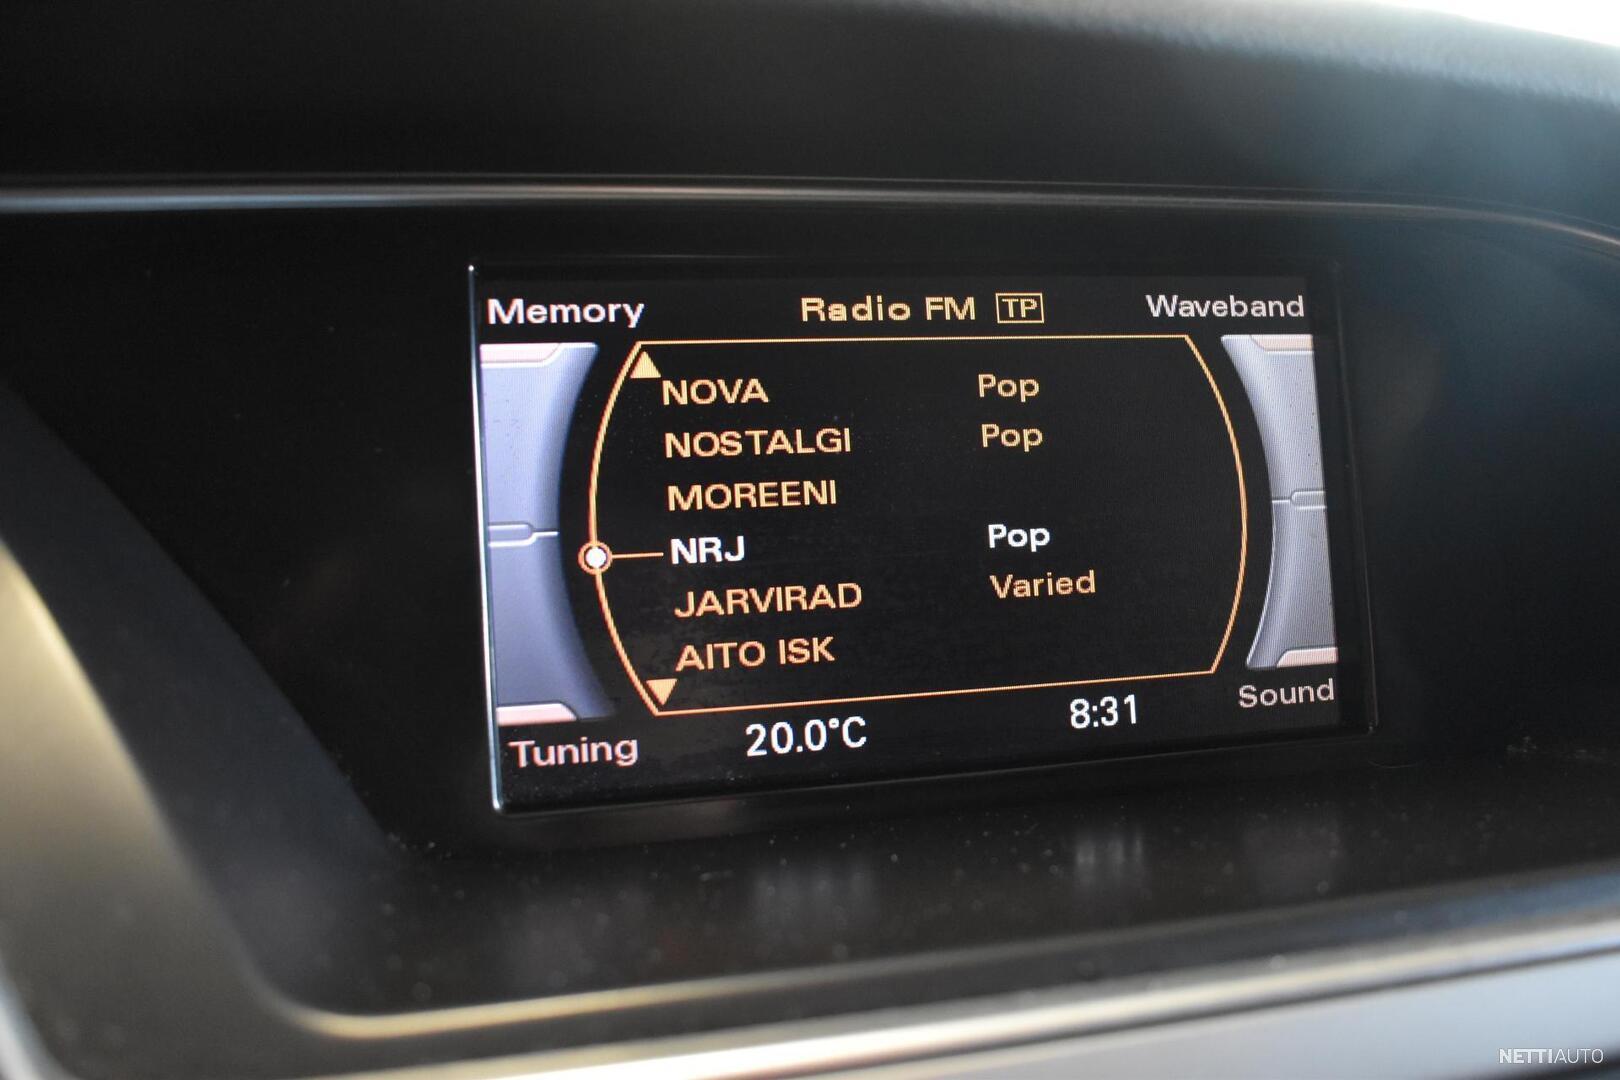 Memory Radio FM TP Waveband
NOVA Pop
NOSTALGI Pop
MOREENI
NRJ Pop
JARVIRAD Varied
AITO ISK
Tuning 20.0°C 8:31 Sound
NETTIAUTO